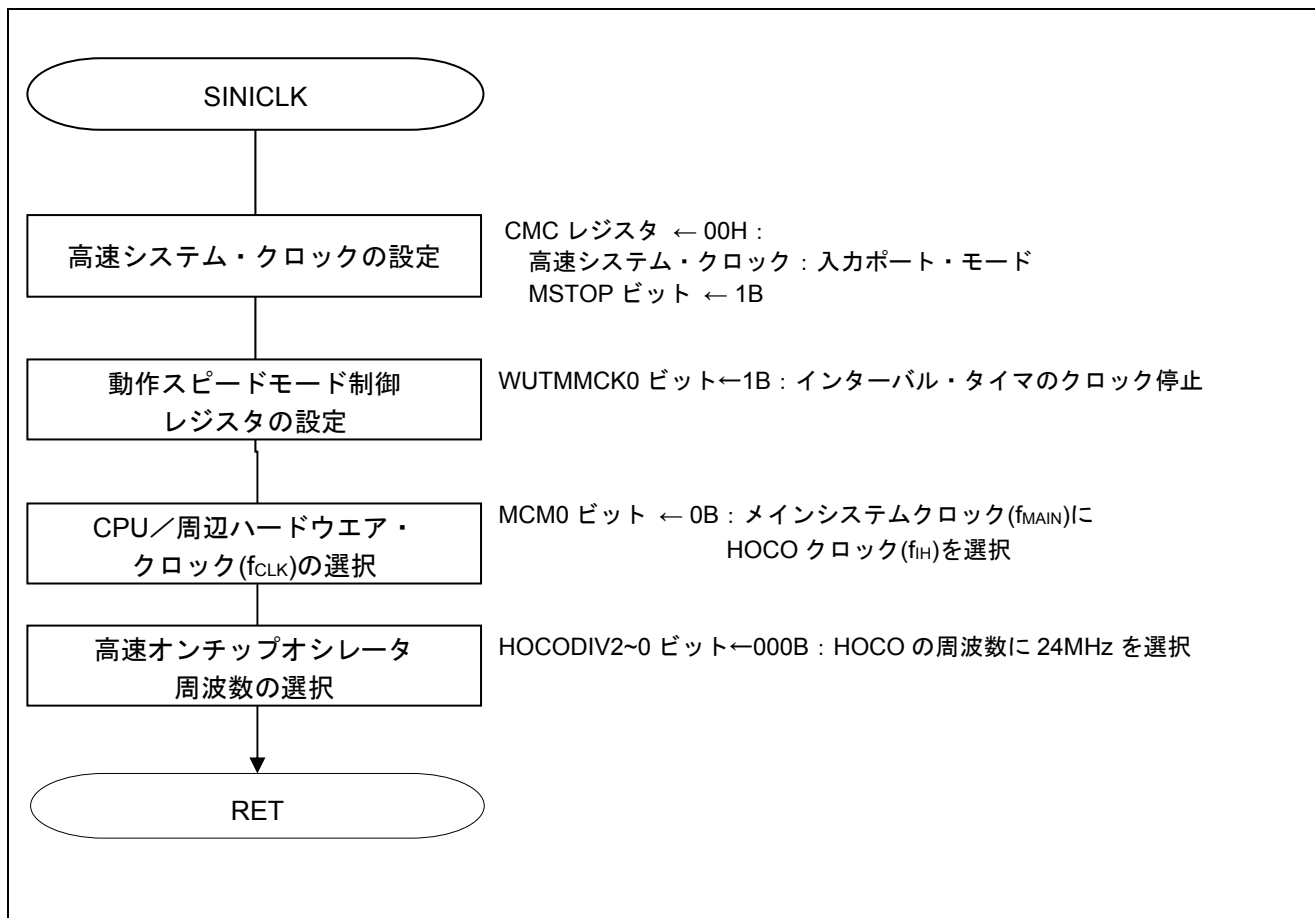 SINICLK
高速システム・クロックの設定
CMC レジスタ ← 00H：
高速システム・クロック：入力ポート・モード
MSTOP ビット ← 1B
動作スピードモード制御
レジスタの設定
WUTMMCK0 ビット←1B：インターバル・タイマのクロック停止
CPU／周辺ハードウエア・
クロック(fCLK)の選択
MCM0 ビット ← 0B：メインシステムクロック(fMAIN)に
HOCO クロック(fIH)を選択
高速オンチップオシレータ
周波数の選択
HOCODIV2~0 ビット←000B：HOCO の周波数に 24MHz を選択
RET